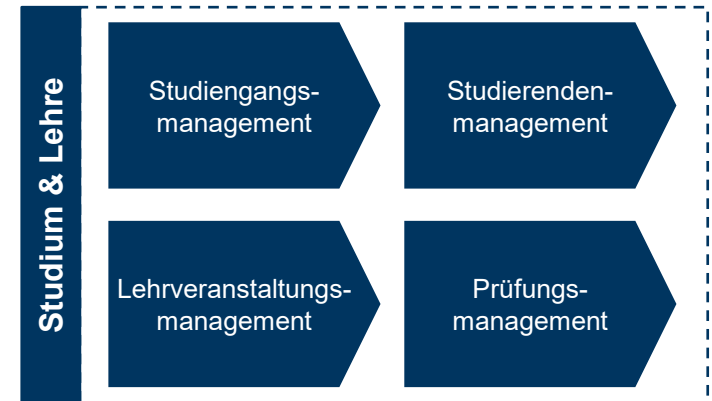 Studium & Lehre
Studiengangs-
management
Studierenden-
management
Lehrveranstaltungs-
management
Prüfungs-
management